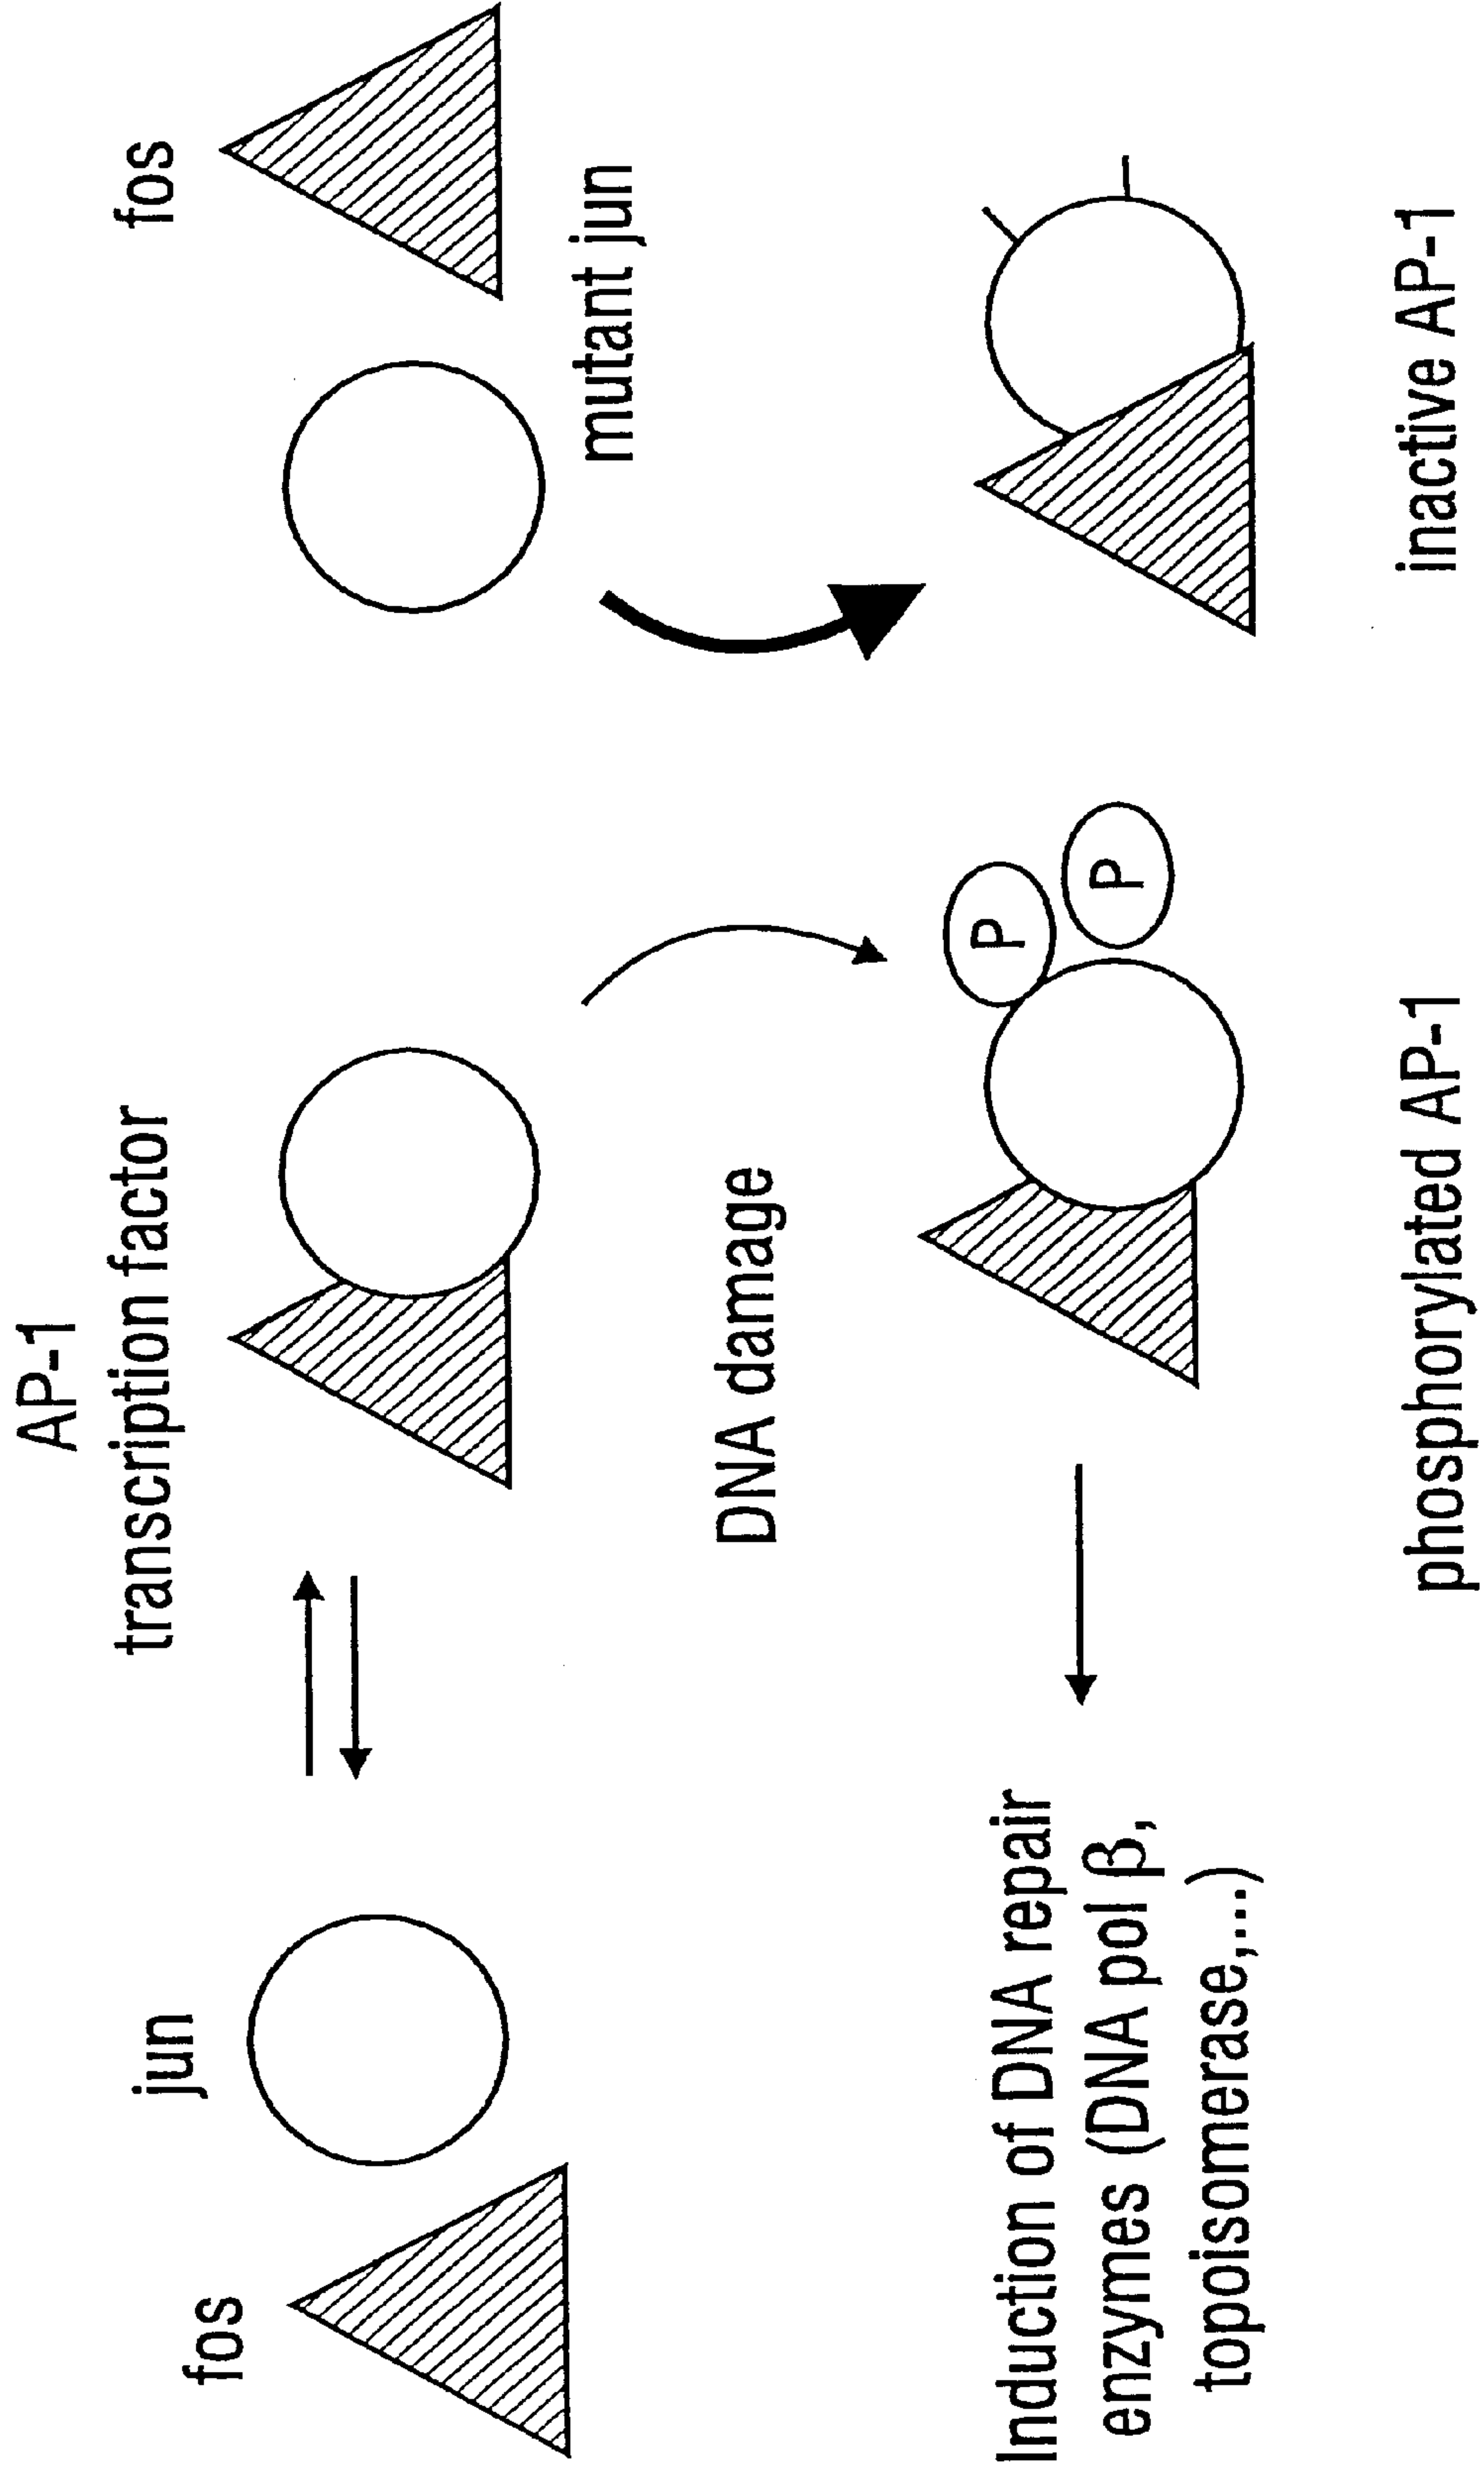 fos
jun
AP-1
transcription factor
fos
mutant jun
DNA damage
P
P
Induction of DNA repair
enzymes (DNA pol β,
topoisomerase,...)
phosphorylated AP-1
inactive AP-1